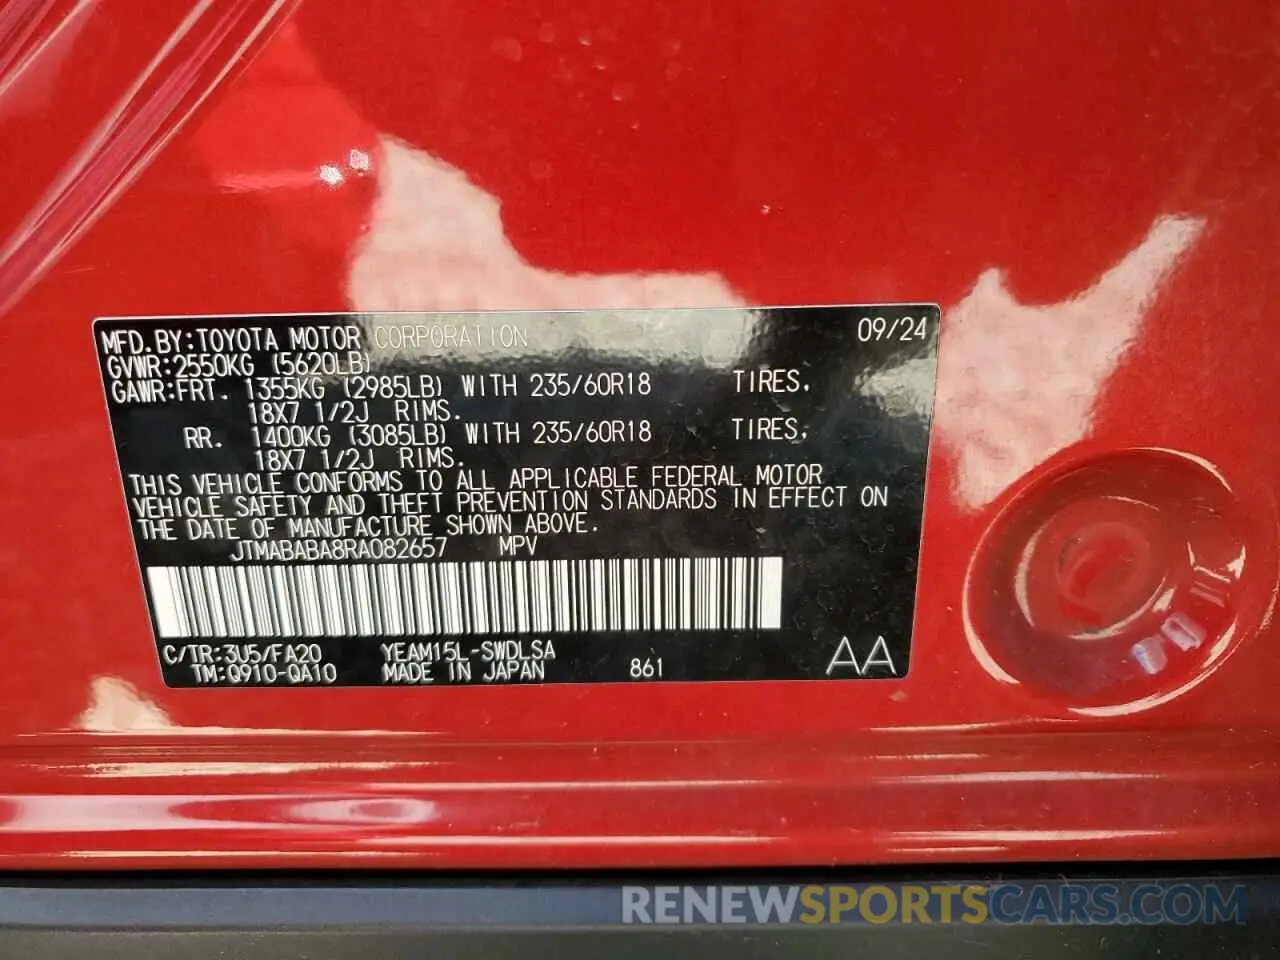 MFD.BY:TOYOTA MOTOR CORPORATION 09/24
GVWR:2550KG (5620LB)
GAWR:FRT. 1355KG (2985LB) WITH 235/60R18 TIRES.
18X7 1/2J RIMS.
RR. 1400KG (3085LB) WITH 235/60R18 TIRES.
18X7 1/2J RIMS.
THIS VEHICLE CONFORMS TO ALL APPLICABLE FEDERAL MOTOR
VEHICLE SAFETY AND THEFT PREVENTION STANDARDS IN EFFECT ON
THE DATE OF MANUFACTURE SHOWN ABOVE.
JTMABABA8RA082657 MPV
C/TR:3U5/FA20 YEAM15L-SWDLSA
TM:Q910-QA10 MADE IN JAPAN 861 AA
RENEWSPORTSCARS.COM